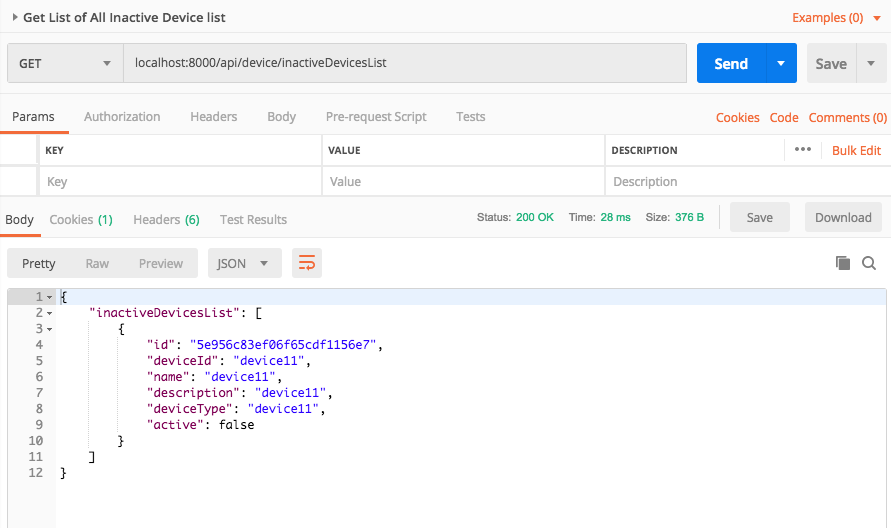 Get List of All Inactive Device list Examples (0)
GET localhost:8000/api/device/inactiveDevicesList Send Save
Params Authorization Headers Body Pre-request Script Tests Cookies Code Comments (0)
KEY VALUE DESCRIPTION ••• Bulk Edit
Key Value Description
Body Cookies (1) Headers (6) Test Results Status: 200 OK Time: 28 ms Size: 376 B Save Download
Pretty Raw Preview JSON
1 {
2 "inactiveDevicesList": [
3 {
4 "id": "5e956c83ef06f65cdf1156e7",
5 "deviceId": "device11",
6 "name": "device11",
7 "description": "device11",
8 "deviceType": "device11",
9 "active": false
10 }
11 ]
12 }